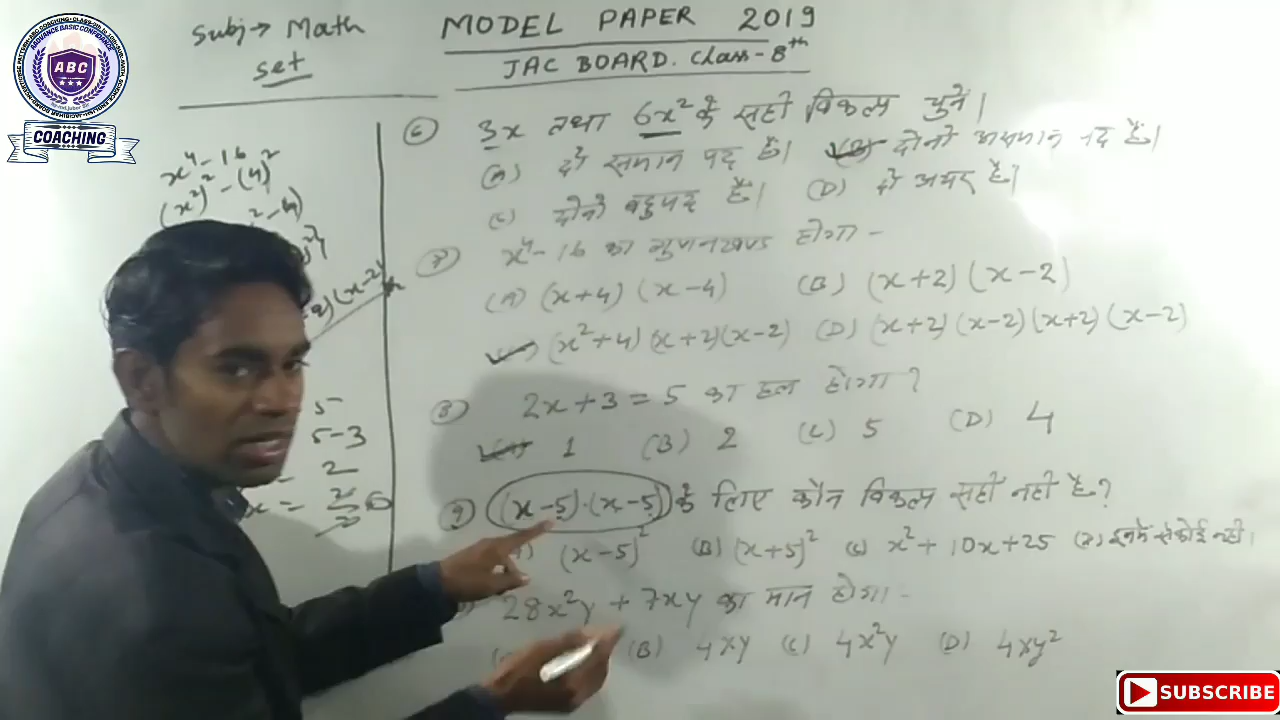 ABC
COACHING
Subj → Math
set
MODEL PAPER 2019
JAC BOARD. Class-8th
x⁴-16
(x²)²-(4)²
(x-2)
5
5-3
2
x =
⑥ 3x तथा 6x² के सही विकल्प चुनें।
(A) दो समान पद हैं। दोनों असमान पद हैं।
(C) दोनों बहुपद हैं। (D) दो अचर है।
⑦ x⁴-16 का गुणनखण्ड होगा -
(A) (x+4) (x-4) (B) (x+2) (x-2)
(x²+4) (x+2)(x-2) (D) (x+2) (x-2) (x+2) (x-2)
⑧ 2x+3=5 का हल होगा?
1 (B) 2 (C) 5 (D) 4
⑨ (x-5)·(x-5) के लिए कौन विकल्प सही नहीं है?
(x-5)² (B) (x+5)² (C) x²+10x+25 (D) इनमें से कोई नहीं।
28x²y + 7xy का मान होगा -
(B) 4xy (C) 4x²y (D) 4xy²
SUBSCRIBE